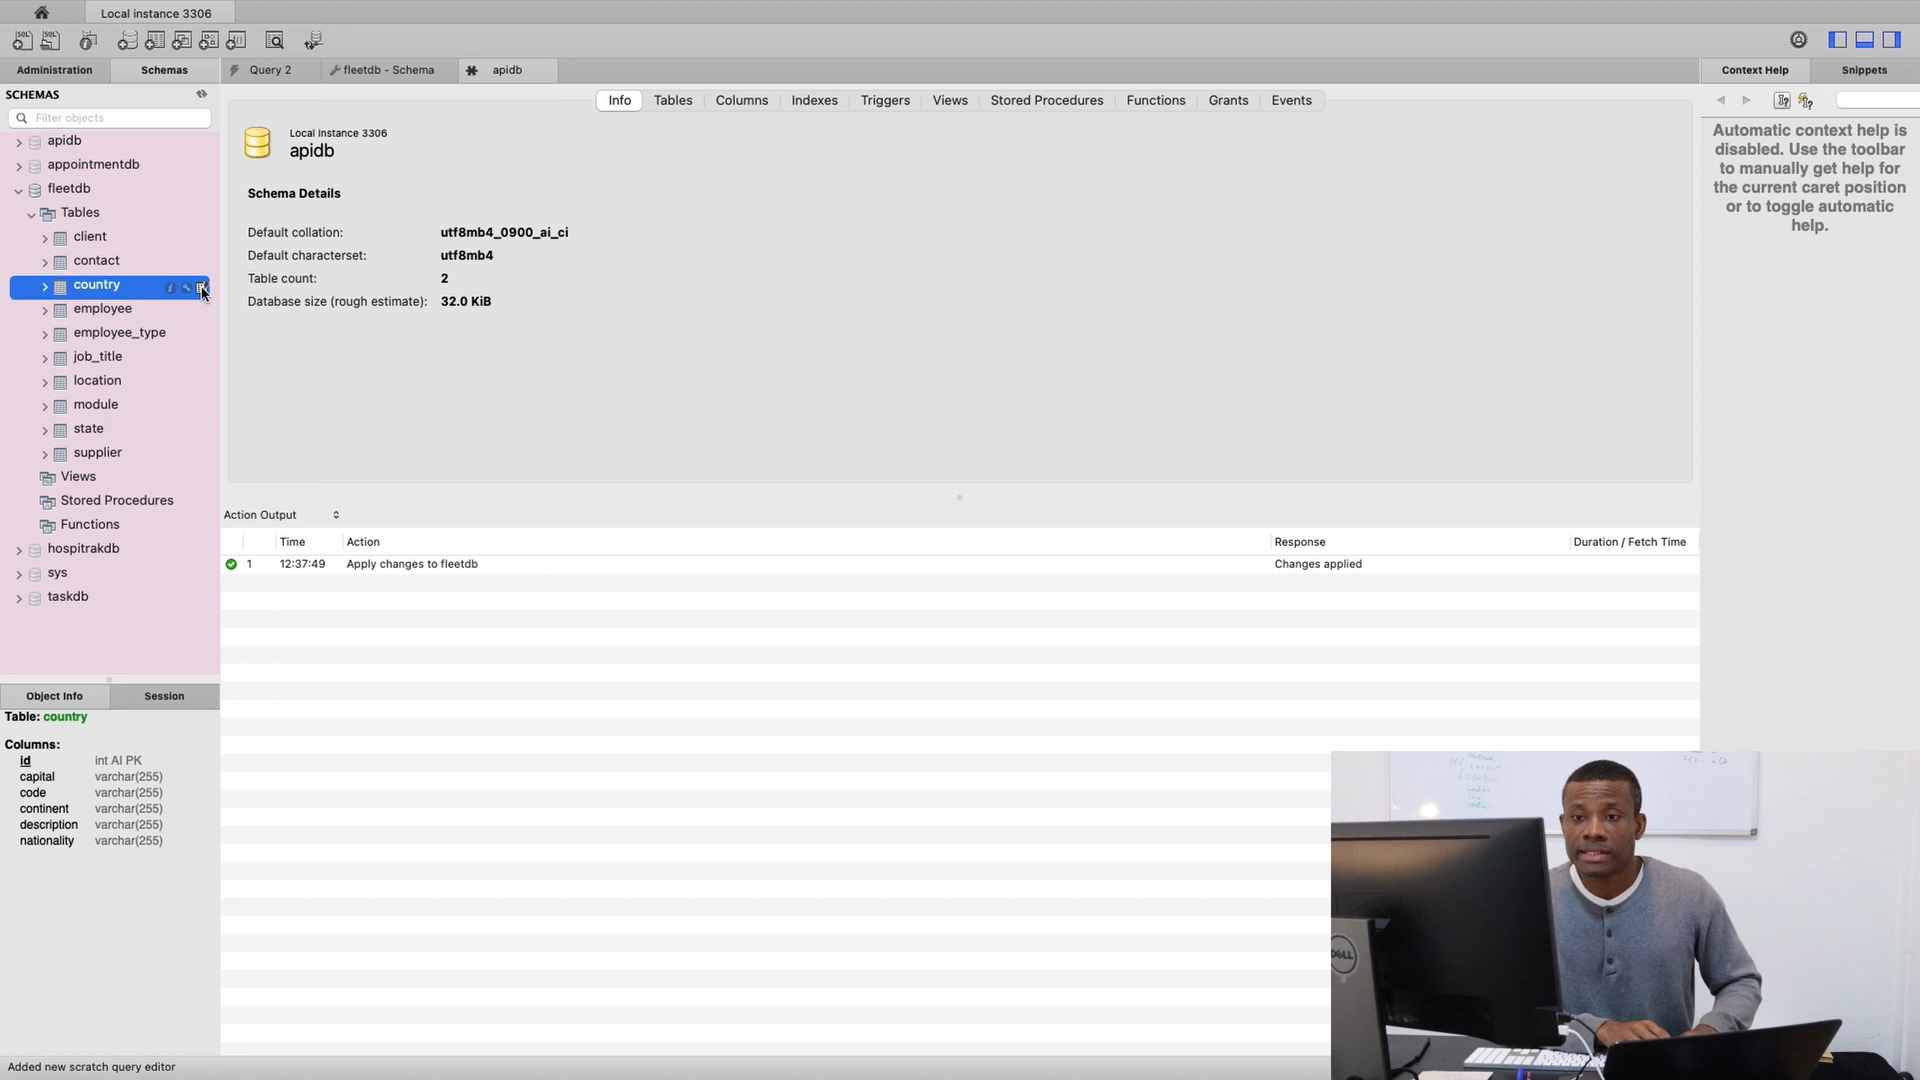 Local instance 3306
Administration
Schemas
Query 2
fleetdb - Schema
apidb
Context Help
Snippets
SCHEMAS
Filter objects
apidb
appointmentdb
fleetdb
Tables
client
contact
country
employee
employee_type
job_title
location
module
state
supplier
Views
Stored Procedures
Functions
hospitrakdb
sys
taskdb
Info
Tables
Columns
Indexes
Triggers
Views
Stored Procedures
Functions
Grants
Events
Local instance 3306
apidb
Schema Details
Default collation: utf8mb4_0900_ai_ci
Default characterset: utf8mb4
Table count: 2
Database size (rough estimate): 32.0 KiB
Automatic context help is
disabled. Use the toolbar
to manually get help for
the current caret position
or to toggle automatic
help.
Action Output
Time Action Response Duration / Fetch Time
1 12:37:49 Apply changes to fleetdb Changes applied
Object Info
Session
Table: country
Columns:
id int AI PK
capital varchar(255)
code varchar(255)
continent varchar(255)
description varchar(255)
nationality varchar(255)
DELL
Added new scratch query editor